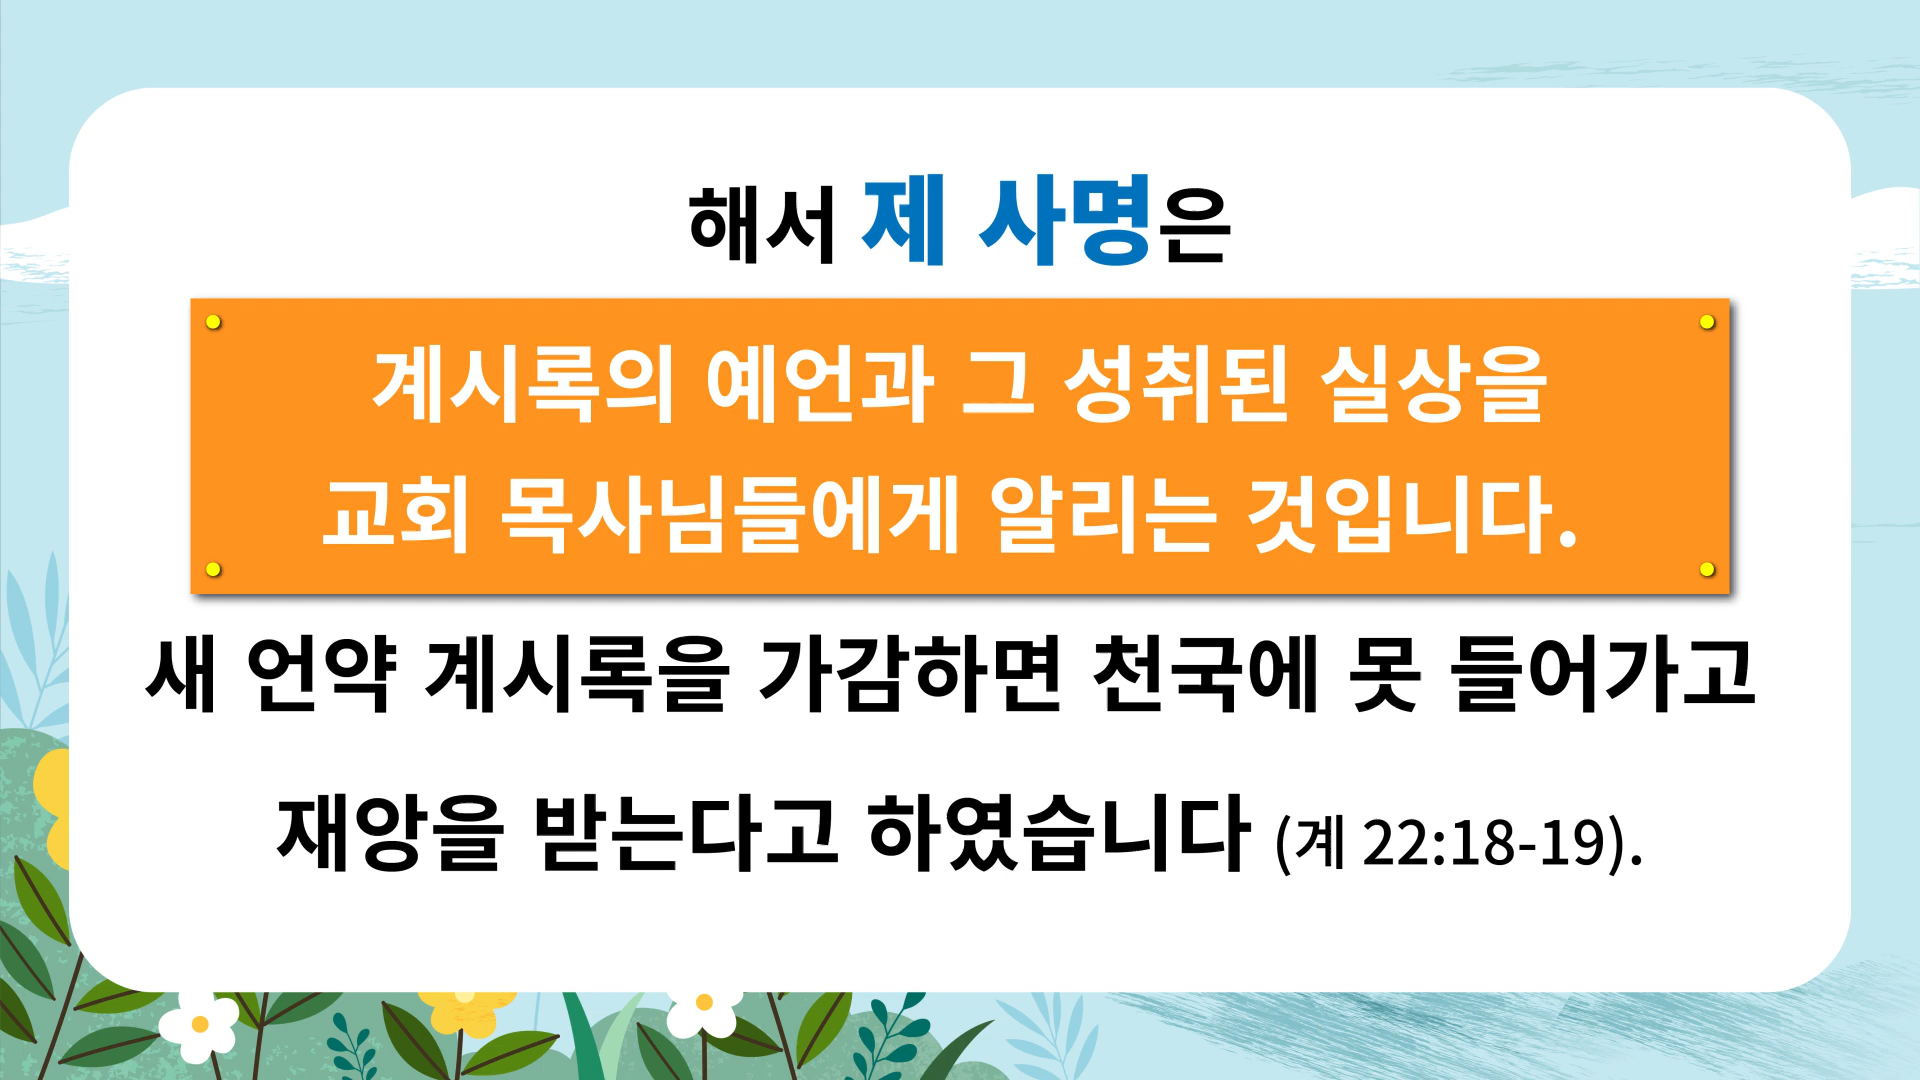 해서 제 사명은
계시록의 예언과 그 성취된 실상을
교회 목사님들에게 알리는 것입니다.
새 언약 계시록을 가감하면 천국에 못 들어가고
재앙을 받는다고 하였습니다 (계 22:18-19).